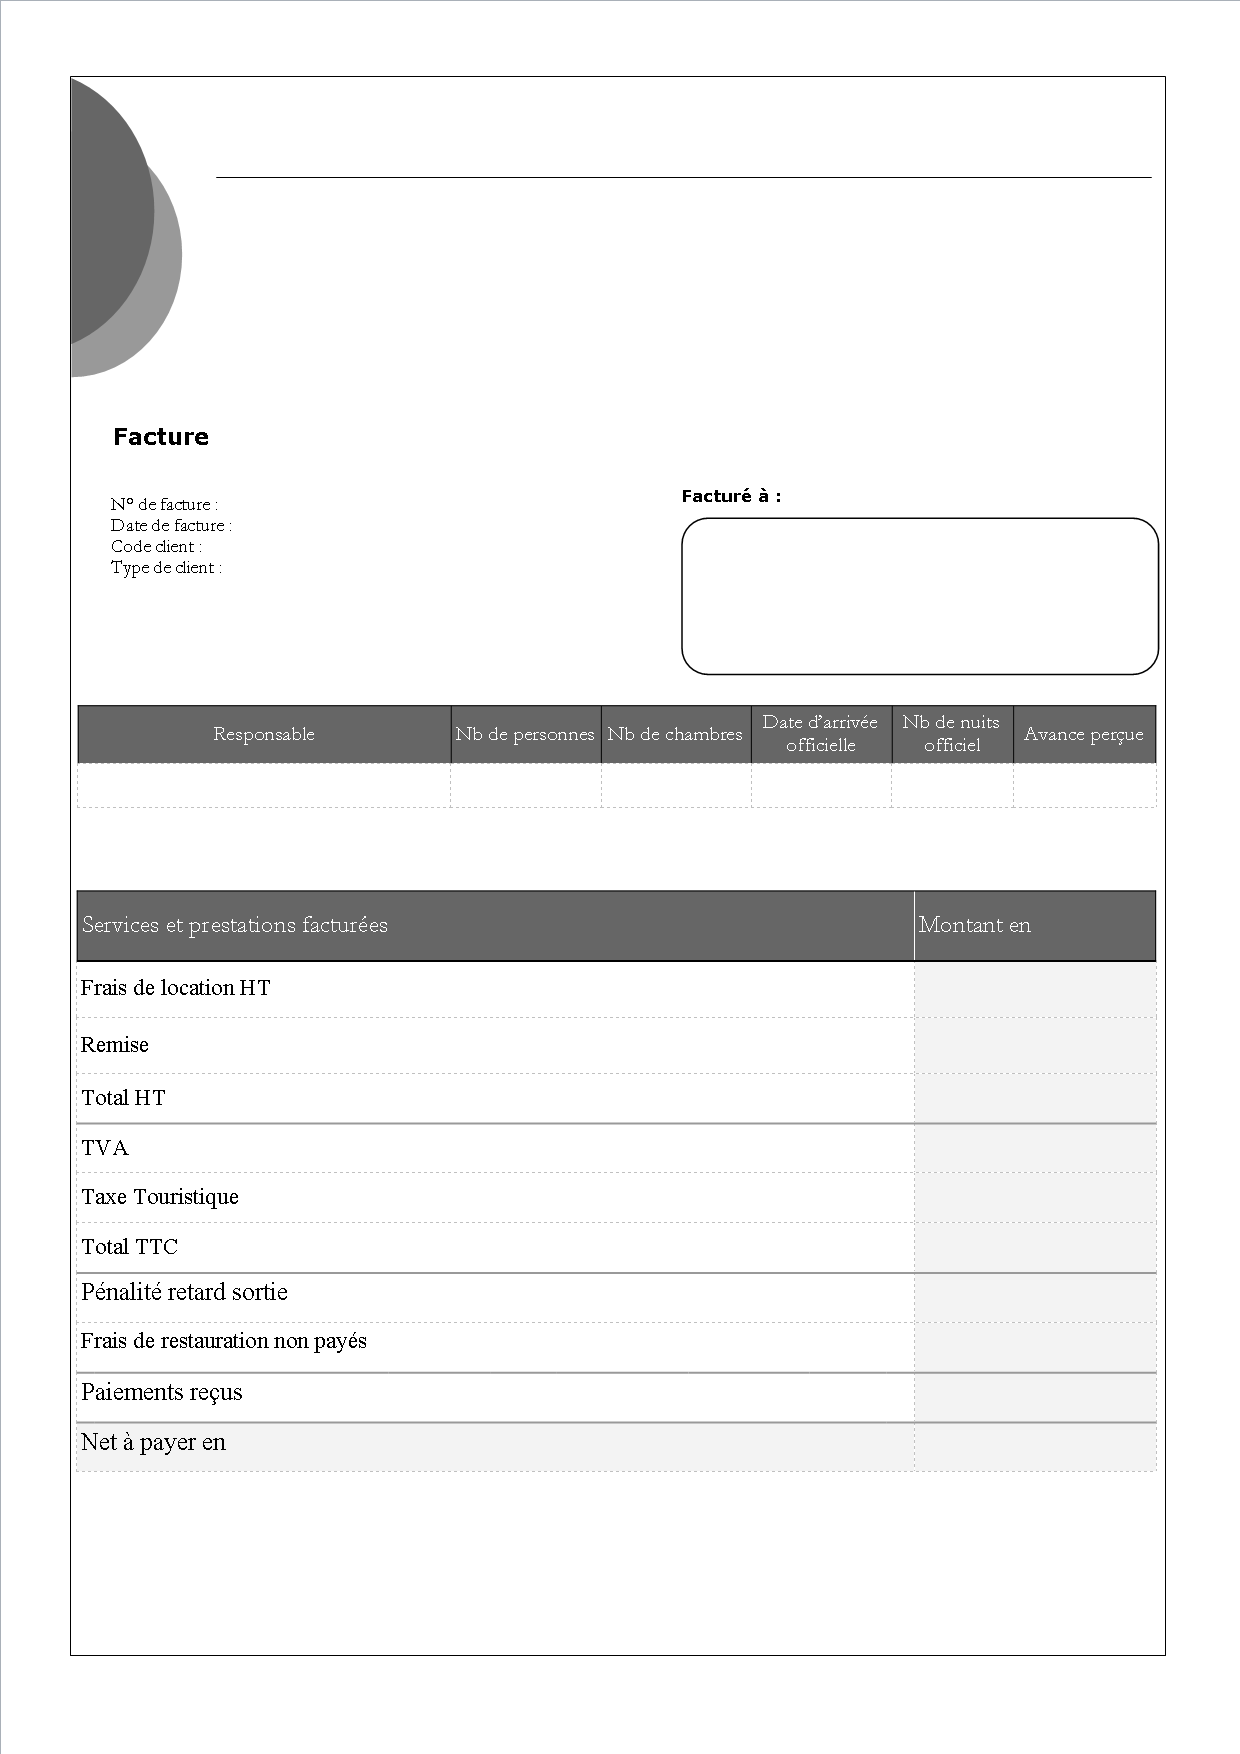 Facture
N° de facture :
Date de facture :
Code client :
Type de client :
Facturé à :
Responsable
Nb de personnes
Nb de chambres
Date d’arrivée
officielle
Nb de nuits
officiel
Avance perçue
Services et prestations facturées
Montant en
Frais de location HT
Remise
Total HT
TVA
Taxe Touristique
Total TTC
Pénalité retard sortie
Frais de restauration non payés
Paiements reçus
Net à payer en